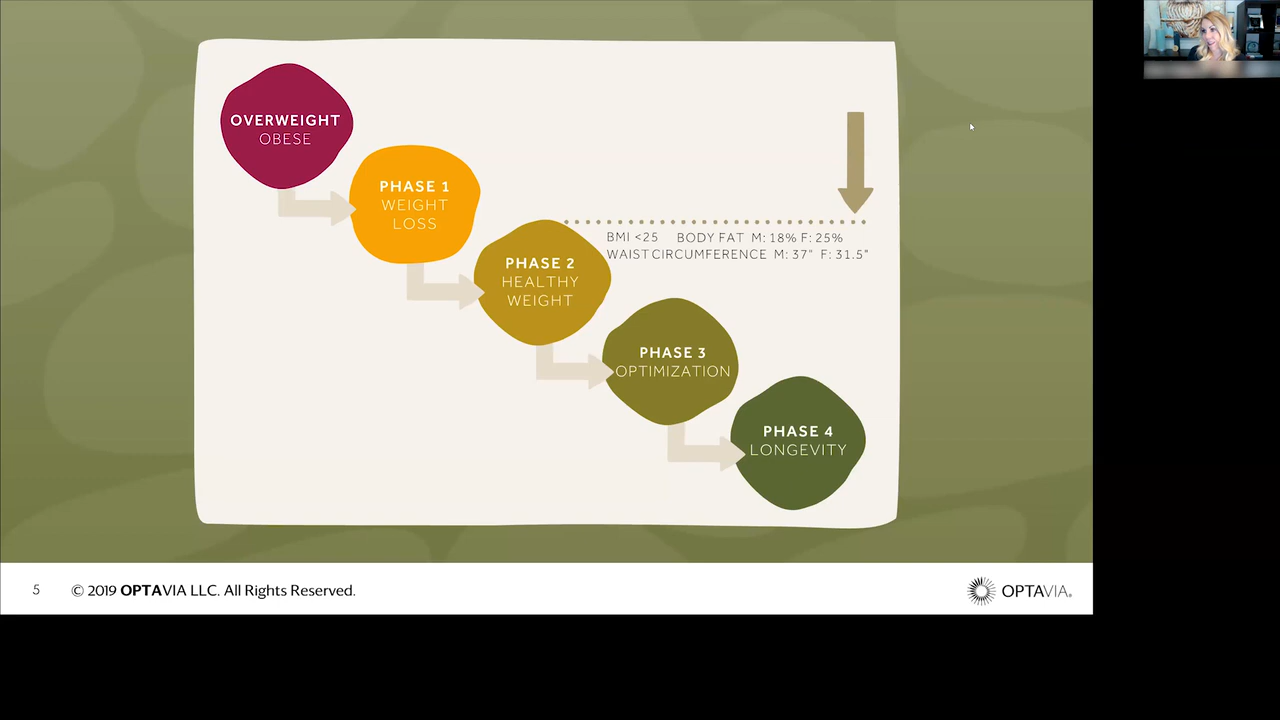 OVERWEIGHT
OBESE
PHASE 1
WEIGHT
LOSS
BMI <25 BODY FAT M: 18% F: 25%
WAIST CIRCUMFERENCE M: 37" F: 31.5"
PHASE 2
HEALTHY
WEIGHT
PHASE 3
OPTIMIZATION
PHASE 4
LONGEVITY
5 © 2019 OPTAVIA LLC. All Rights Reserved.
OPTAVIA®